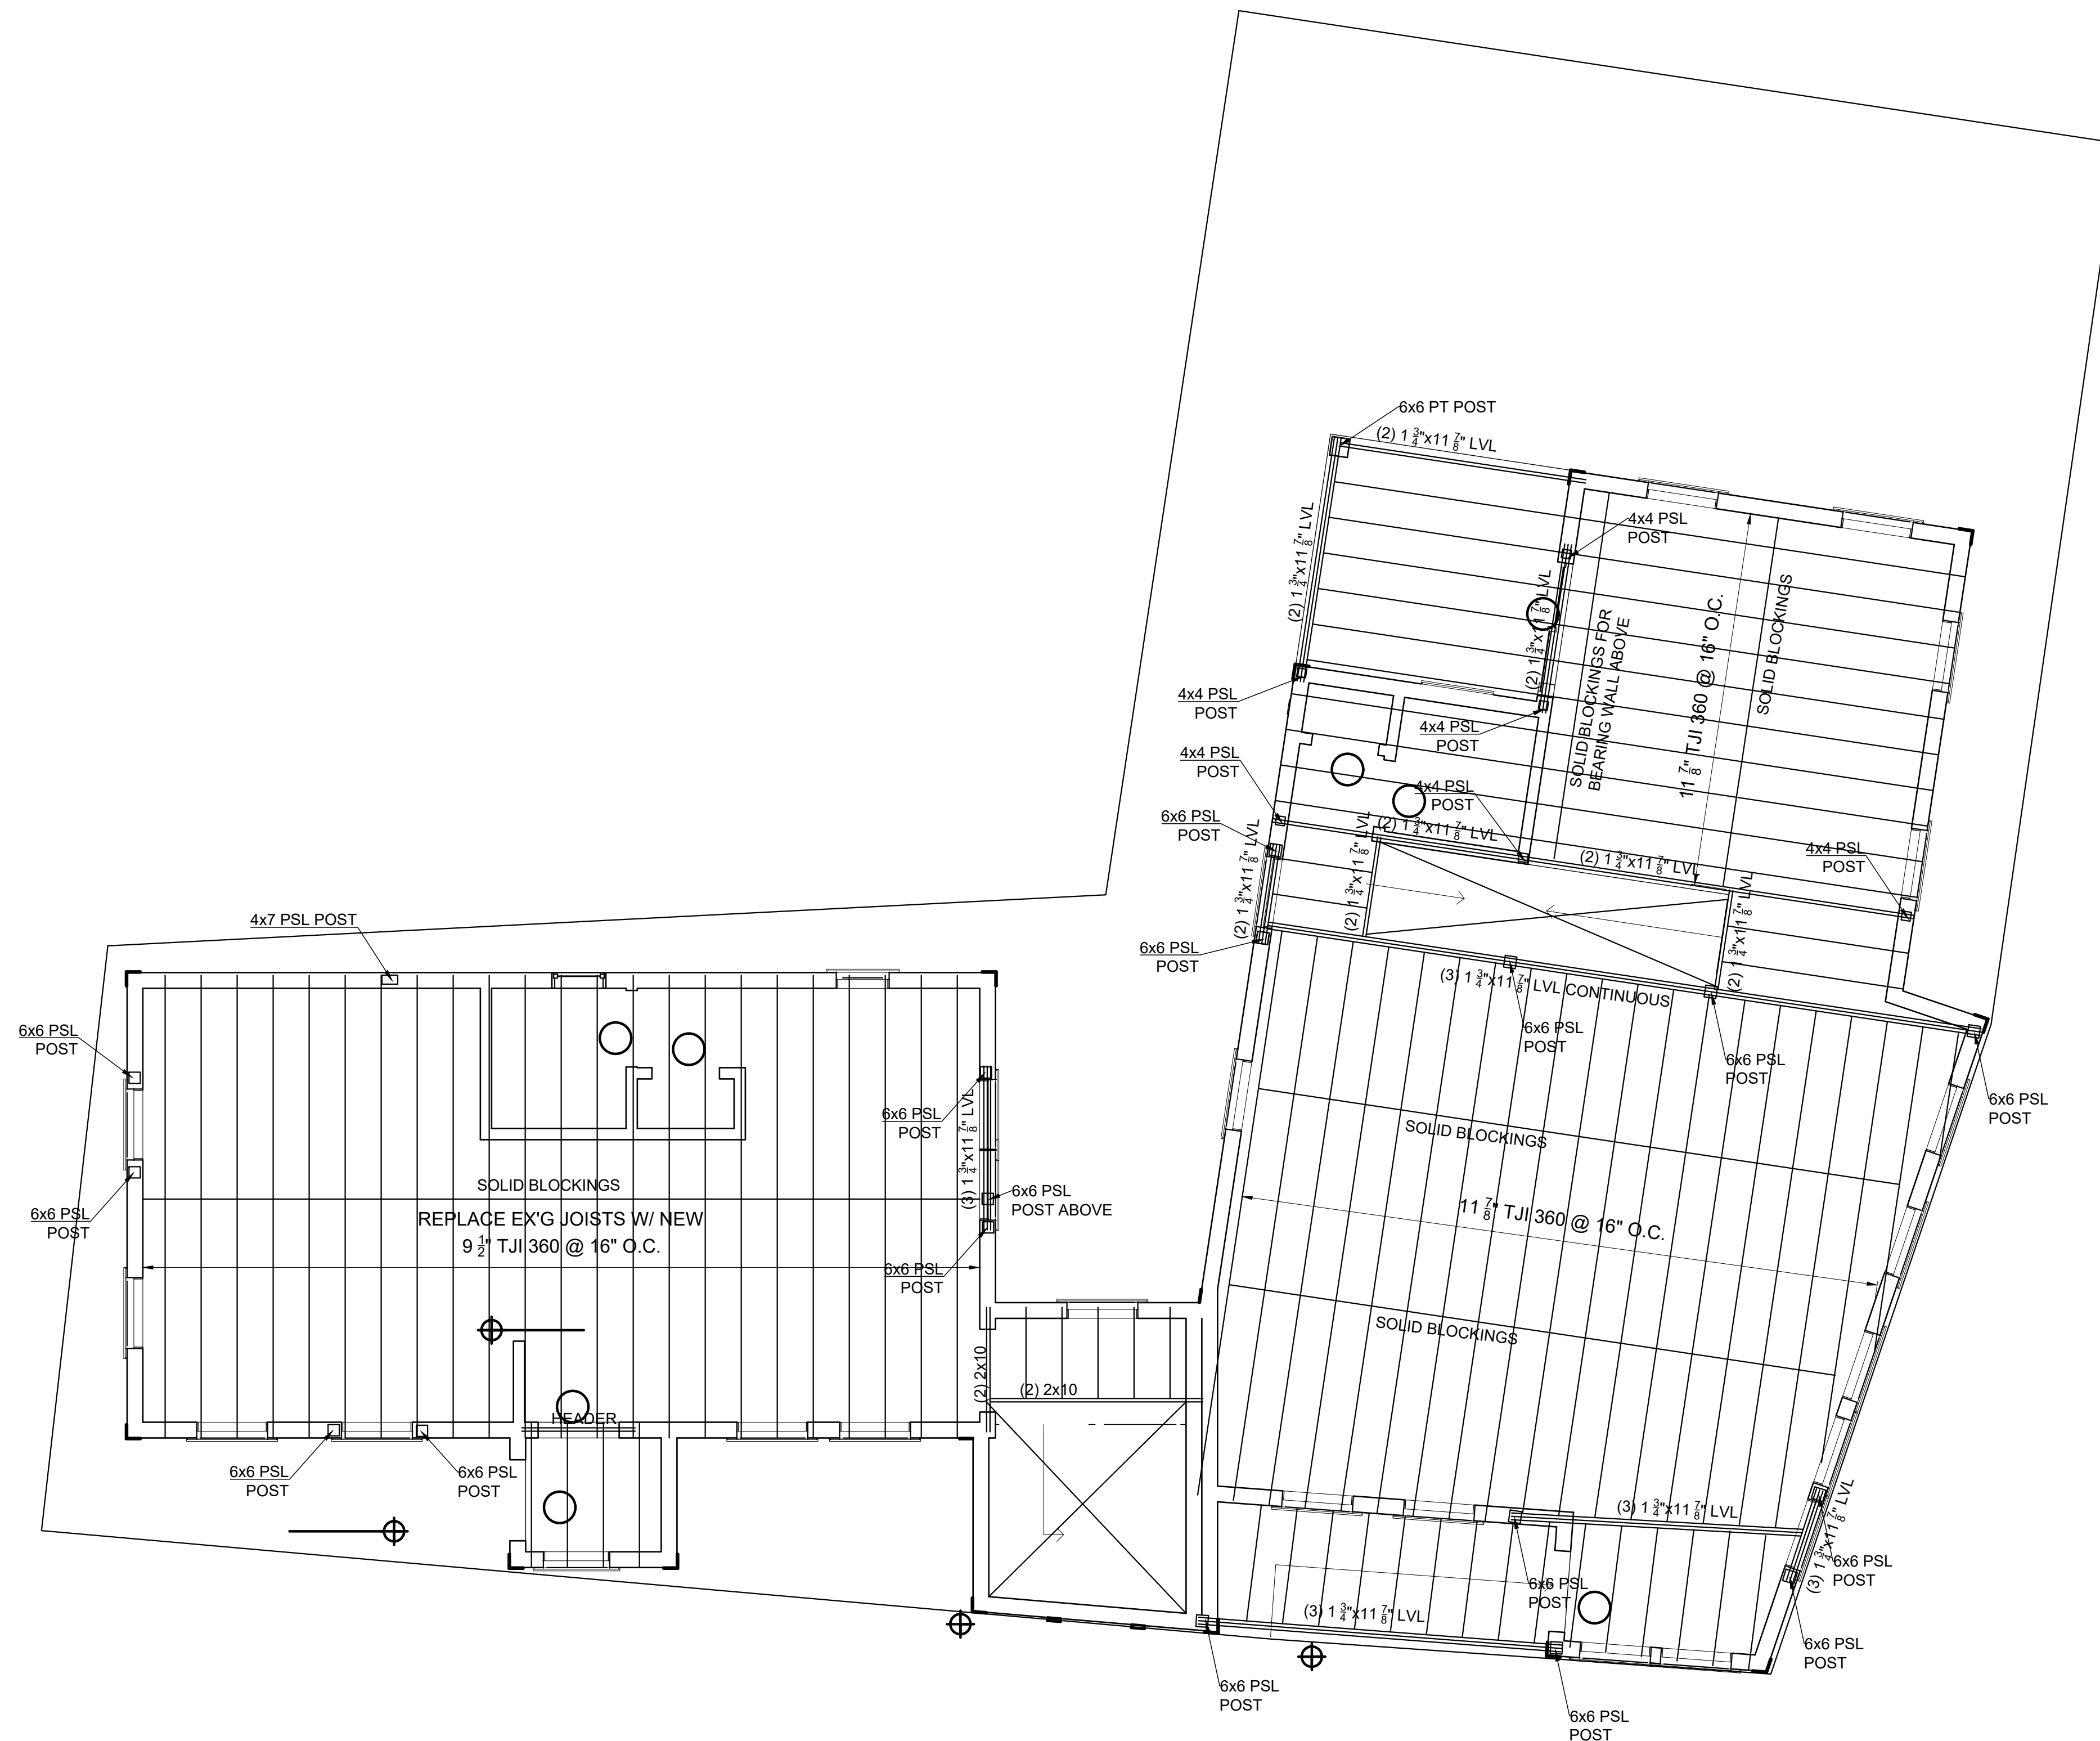 6x6 PT POST
(2) 1 3/4"x11 7/8" LVL
(2) 1 3/4"x11 7/8" LVL
4x4 PSL
POST
(2) 1 3/4"x11 7/8" LVL
SOLID BLOCKINGS FOR
BEARING WALL ABOVE
11 7/8" TJI 360 @ 16" O.C.
SOLID BLOCKINGS
4x4 PSL
POST
4x4 PSL
POST
4x4 PSL
POST
4x4 PSL
POST
6x6 PSL
POST
(2) 1 3/4"x11 7/8" LVL
(2) 1 3/4"x11 7/8" LVL
(2) 1 3/4"x11 7/8" LVL
(2) 1 3/4"x11 7/8" LVL
4x4 PSL
POST
(2) 1 3/4"x11 7/8" LVL
6x6 PSL
POST
(3) 1 3/4"x11 7/8" LVL CONTINUOUS
6x6 PSL
POST
6x6 PSL
POST
6x6 PSL
POST
SOLID BLOCKINGS
11 7/8" TJI 360 @ 16" O.C.
SOLID BLOCKINGS
4x7 PSL POST
6x6 PSL
POST
6x6 PSL
POST
6x6 PSL
POST
(3) 1 3/4"x11 7/8" LVL
6x6 PSL
POST ABOVE
6x6 PSL
POST
SOLID BLOCKINGS
REPLACE EX'G JOISTS W/ NEW
9 1/2" TJI 360 @ 16" O.C.
(2) 2x10
(2) 2x10
HEADER
6x6 PSL
POST
6x6 PSL
POST
(3) 1 3/4"x11 7/8" LVL
(3) 1 3/4"x11 7/8" LVL
6x6 PSL
POST
6x6 PSL
POST
(3) 1 3/4"x11 7/8" LVL
6x6 PSL
POST
6x6 PSL
POST
6x6 PSL
POST